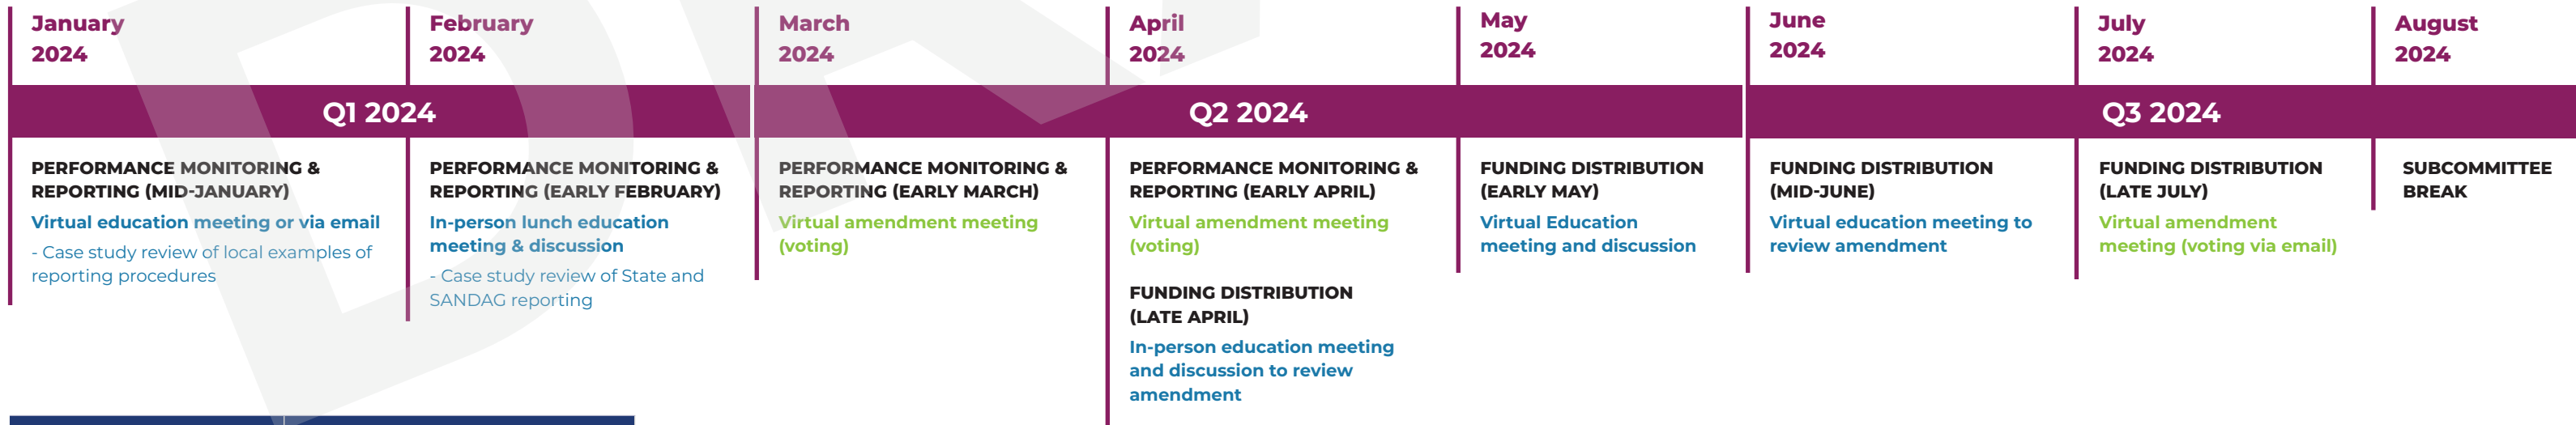 January
2024
February
2024
March
2024
April
2024
May
2024
June
2024
July
2024
August
2024
Q1 2024
Q2 2024
Q3 2024
PERFORMANCE MONITORING &
REPORTING (MID-JANUARY)
Virtual education meeting or via email
- Case study review of local examples of
reporting procedures
PERFORMANCE MONITORING &
REPORTING (EARLY FEBRUARY)
In-person lunch education
meeting & discussion
- Case study review of State and
SANDAG reporting
PERFORMANCE MONITORING &
REPORTING (EARLY MARCH)
Virtual amendment meeting
(voting)
PERFORMANCE MONITORING &
REPORTING (EARLY APRIL)
Virtual amendment meeting
(voting)
FUNDING DISTRIBUTION
(LATE APRIL)
In-person education meeting
and discussion to review
amendment
FUNDING DISTRIBUTION
(EARLY MAY)
Virtual Education
meeting and discussion
FUNDING DISTRIBUTION
(MID-JUNE)
Virtual education meeting to
review amendment
FUNDING DISTRIBUTION
(LATE JULY)
Virtual amendment
meeting (voting via email)
SUBCOMMITTEE
BREAK